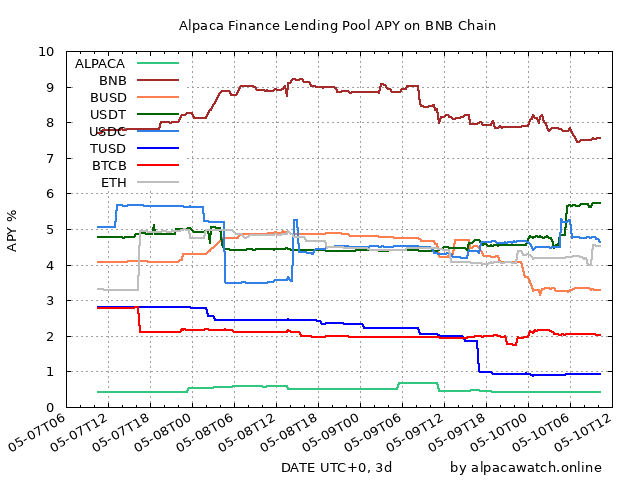 Alpaca Finance Lending Pool APY on BNB Chain
APY %
10
9
8
7
6
5
4
3
2
1
0
ALPACA
BNB
BUSD
USDT
USDC
TUSD
BTCB
ETH
05-07T06
05-07T12
05-07T18
05-08T00
05-08T06
05-08T12
05-08T18
05-09T00
05-09T06
05-09T12
05-09T18
05-10T00
05-10T06
05-10T12
DATE UTC+0, 3d
by alpacawatch.online